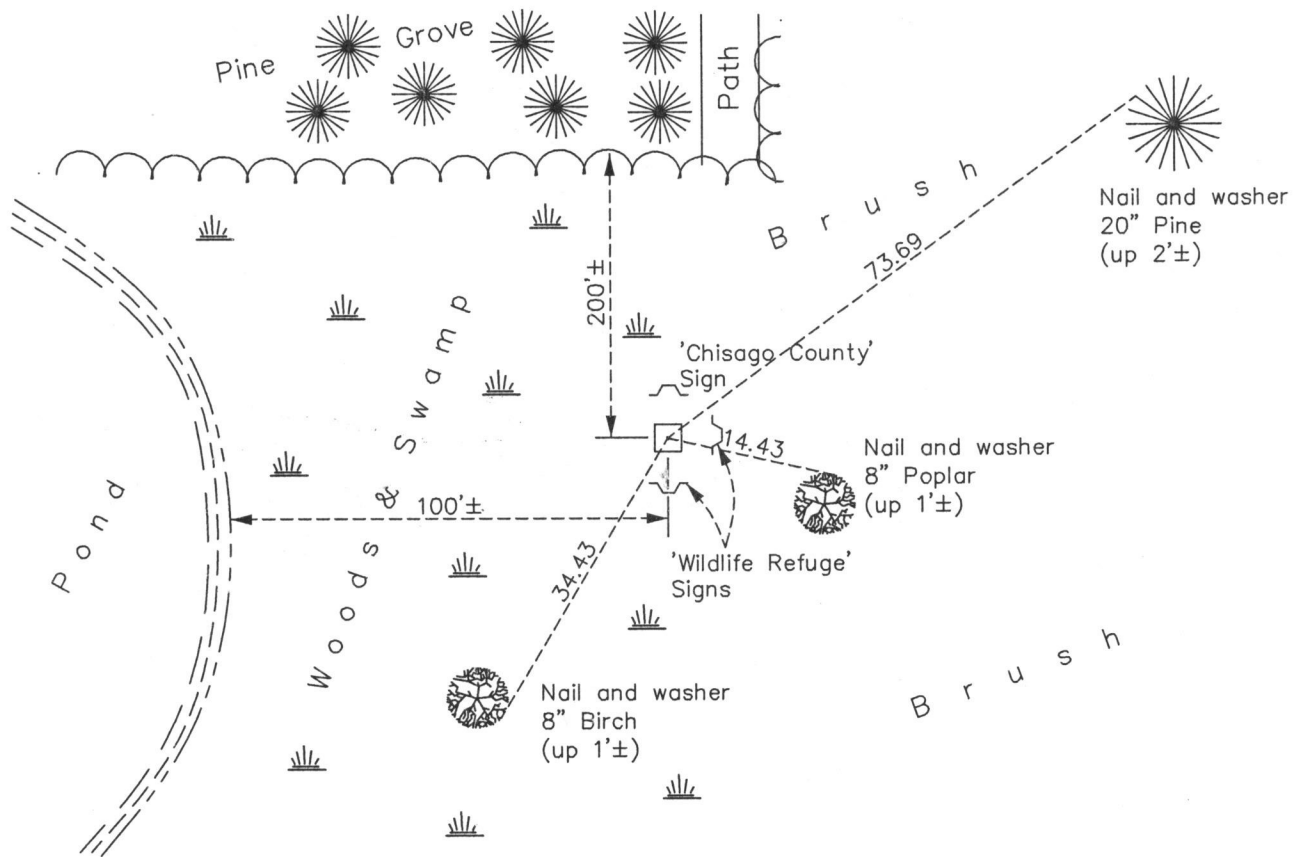 Pine Grove
Path
Brush
Nail and washer
20" Pine
(up 2'±)
73.69
200'±
'Chisago County'
Sign
Woods & Swamp
14.43
Nail and washer
8" Poplar
(up 1'±)
Pond
100'±
34.43
'Wildlife Refuge'
Signs
Brush
Nail and washer
8" Birch
(up 1'±)